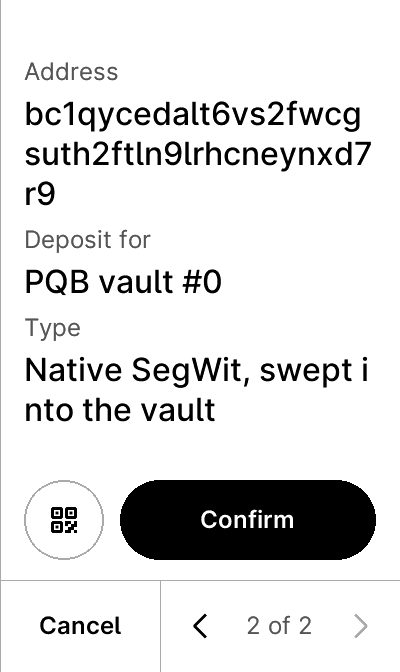 Address
bc1qycedalt6vs2fwcg
suth2ftln9lrhcneynxd7
r9
Deposit for
PQB vault #0
Type
Native SegWit, swept i
nto the vault
Confirm
Cancel
2 of 2